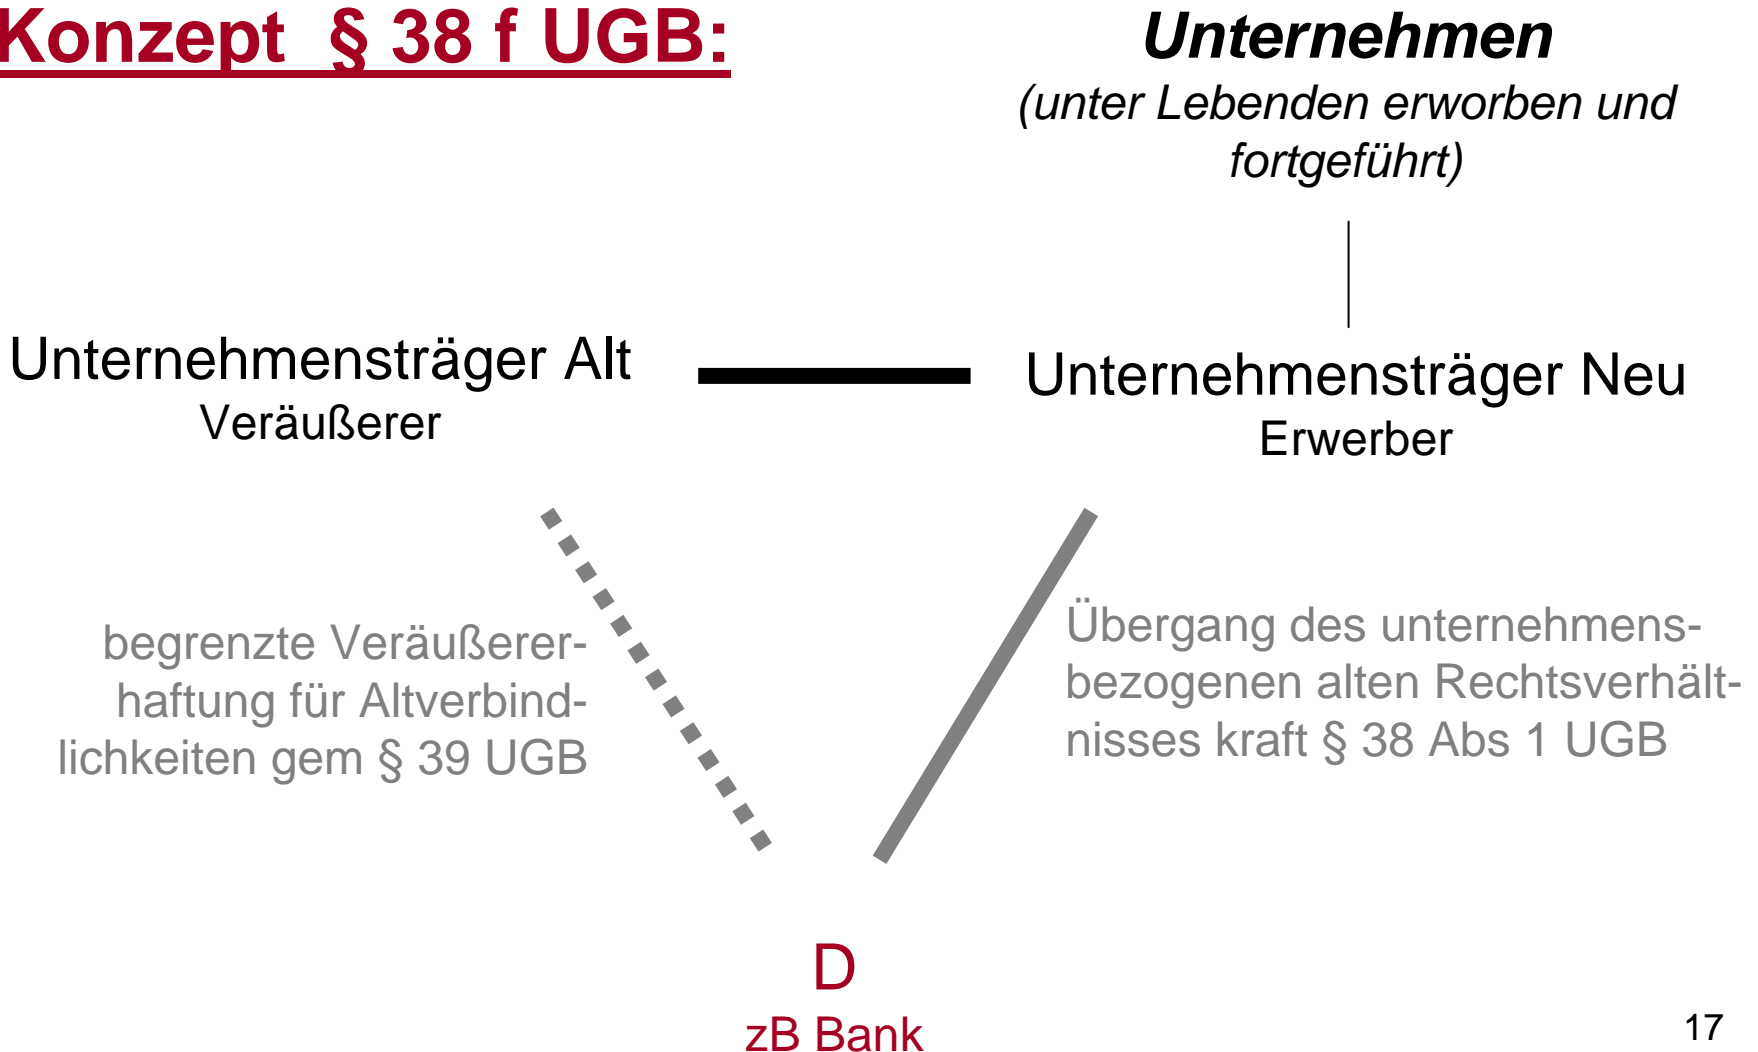 Konzept § 38 f UGB:
Unternehmen
(unter Lebenden erworben und
fortgeführt)
Unternehmensträger Alt
Veräußerer
Unternehmensträger Neu
Erwerber
begrenzte Veräußerer-
haftung für Altverbind-
lichkeiten gem § 39 UGB
Übergang des unternehmens-
bezogenen alten Rechtsverhält-
nisses kraft § 38 Abs 1 UGB
D
zB Bank
17